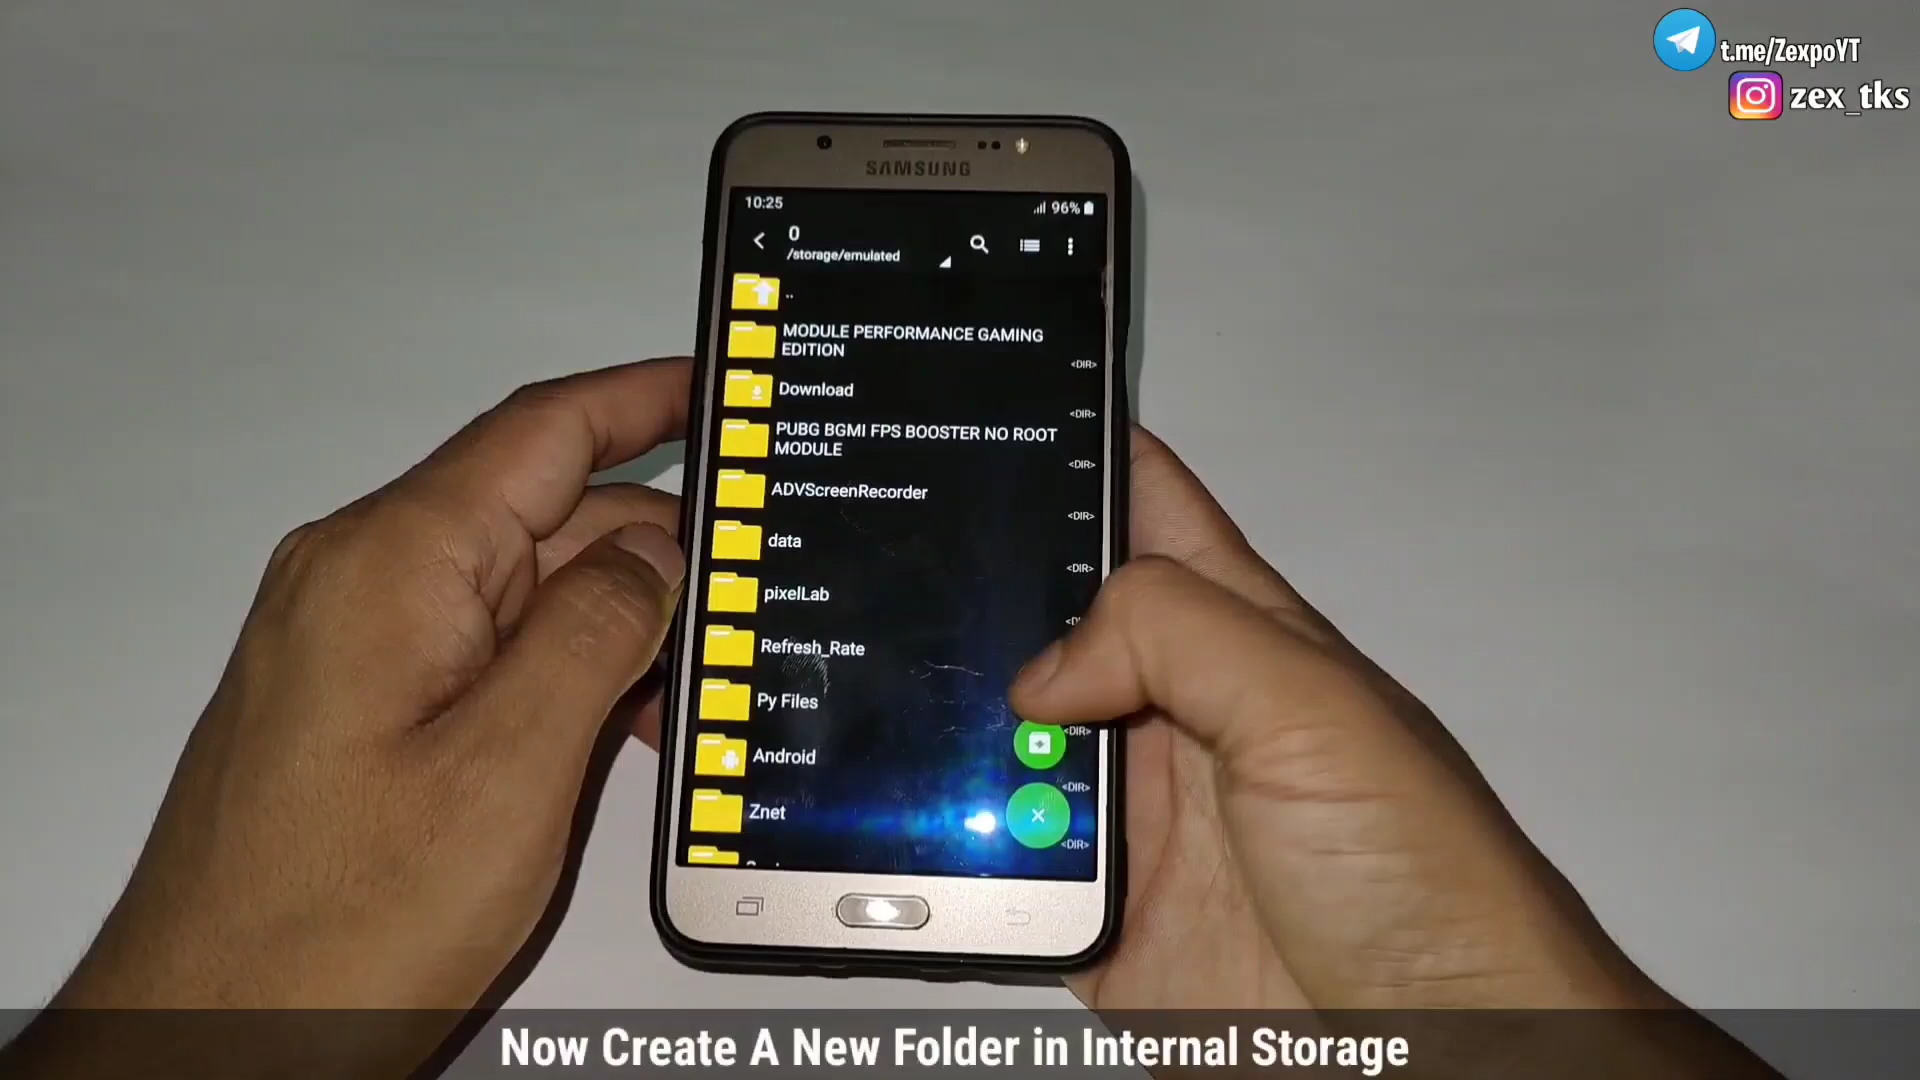 t.me/ZexpoYT
zex_tks
SAMSUNG
10:25
96%
0
/storage/emulated
..
MODULE PERFORMANCE GAMING
EDITION
<DIR>
Download
<DIR>
PUBG BGMI FPS BOOSTER NO ROOT
MODULE
<DIR>
ADVScreenRecorder
<DIR>
data
<DIR>
pixelLab
Refresh_Rate
Py Files
<DIR>
Android
<DIR>
Znet
<DIR>
Now Create A New Folder in Internal Storage